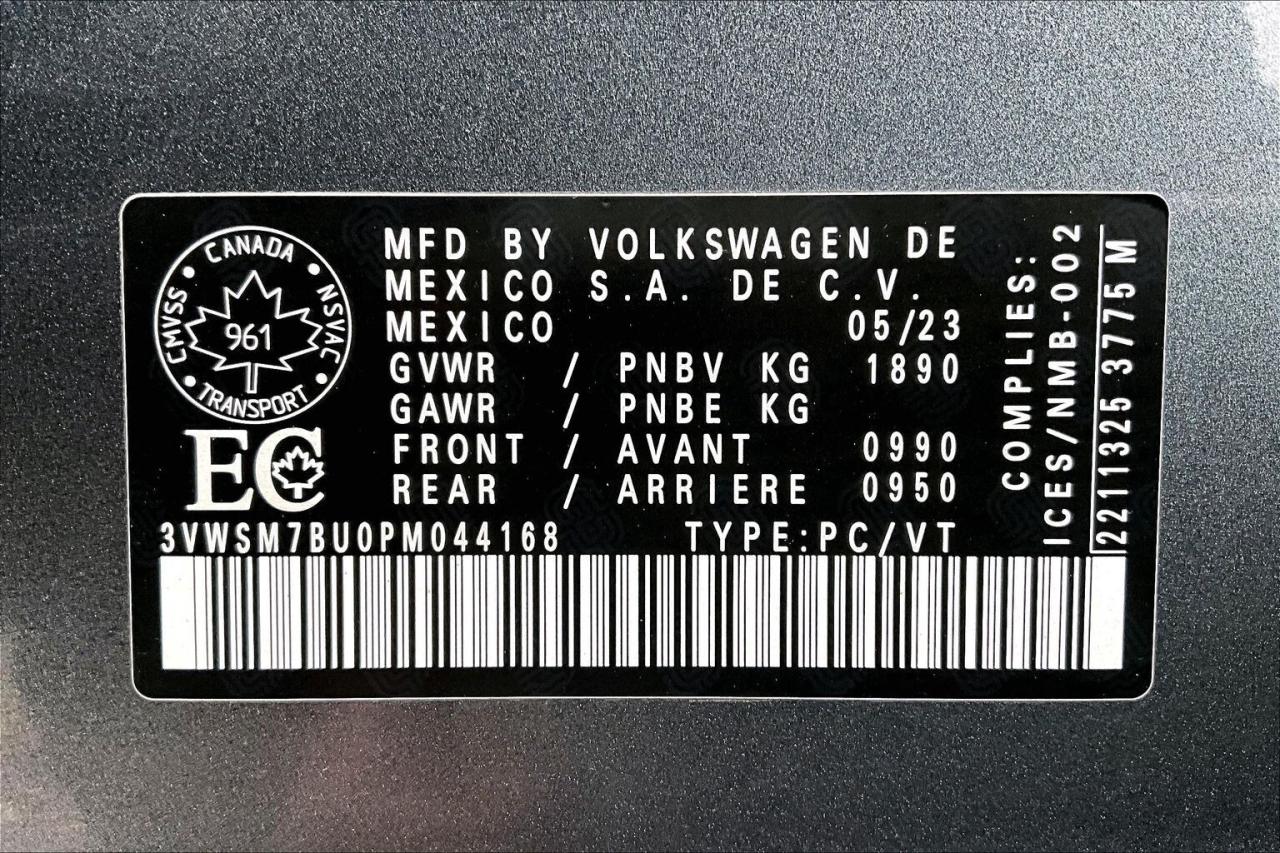 CANADA
CMVSS
NSVAC
961
TRANSPORT
EC
MFD BY VOLKSWAGEN DE
MEXICO S.A. DE C.V.
MEXICO 05/23
GVWR / PNBV KG 1890
GAWR / PNBE KG
FRONT / AVANT 0990
REAR / ARRIERE 0950
3VWSM7BU0PM044168 TYPE:PC/VT
COMPLIES:
ICES/NMB-002
2211325 3775 M